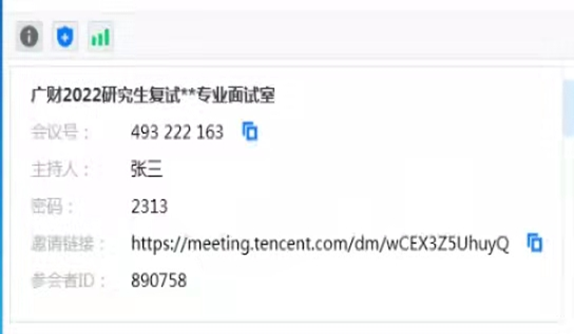 广财2022研究生复试**专业面试室
会议号： 493 222 163
主持人： 张三
密码： 2313
邀请链接： https://meeting.tencent.com/dm/wCEX3Z5UhuyQ
参会者ID： 890758